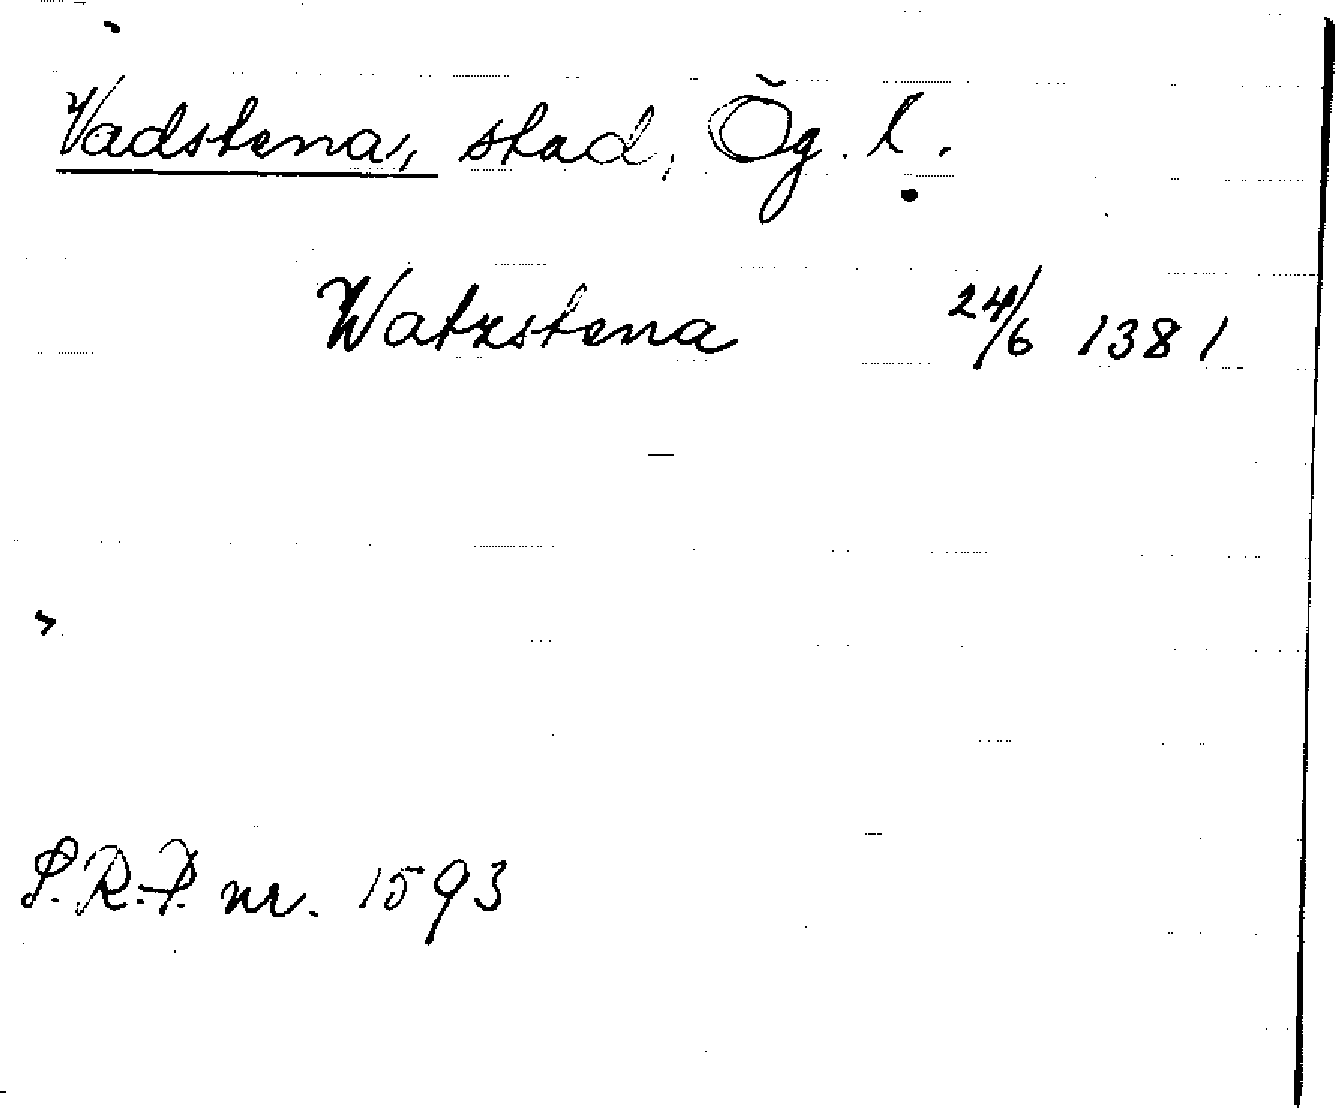 Vadstena, stad, Ög. l.
Watzstena 24/6 1381
S.R.P. nr. 1593